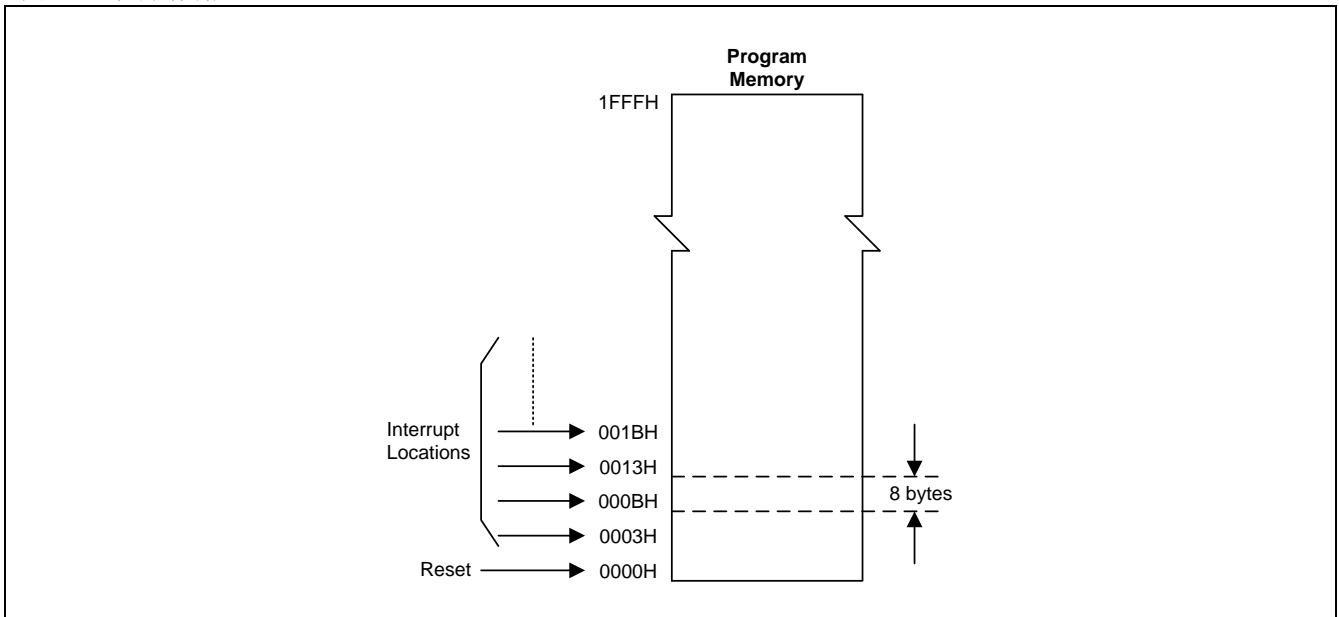 Program
Memory
1FFFH
Interrupt
Locations
001BH
0013H
000BH
0003H
8 bytes
Reset
0000H